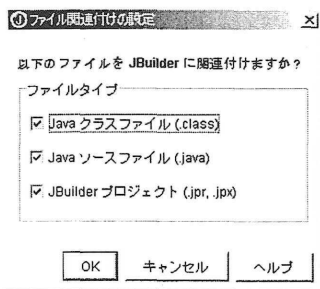 ファイル関連付けの設定
以下のファイルを JBuilder に関連付けますか?
ファイルタイプ
Java クラスファイル (.class)
Java ソースファイル (.java)
JBuilder プロジェクト (.jpr, .jpx)
OK キャンセル ヘルプ